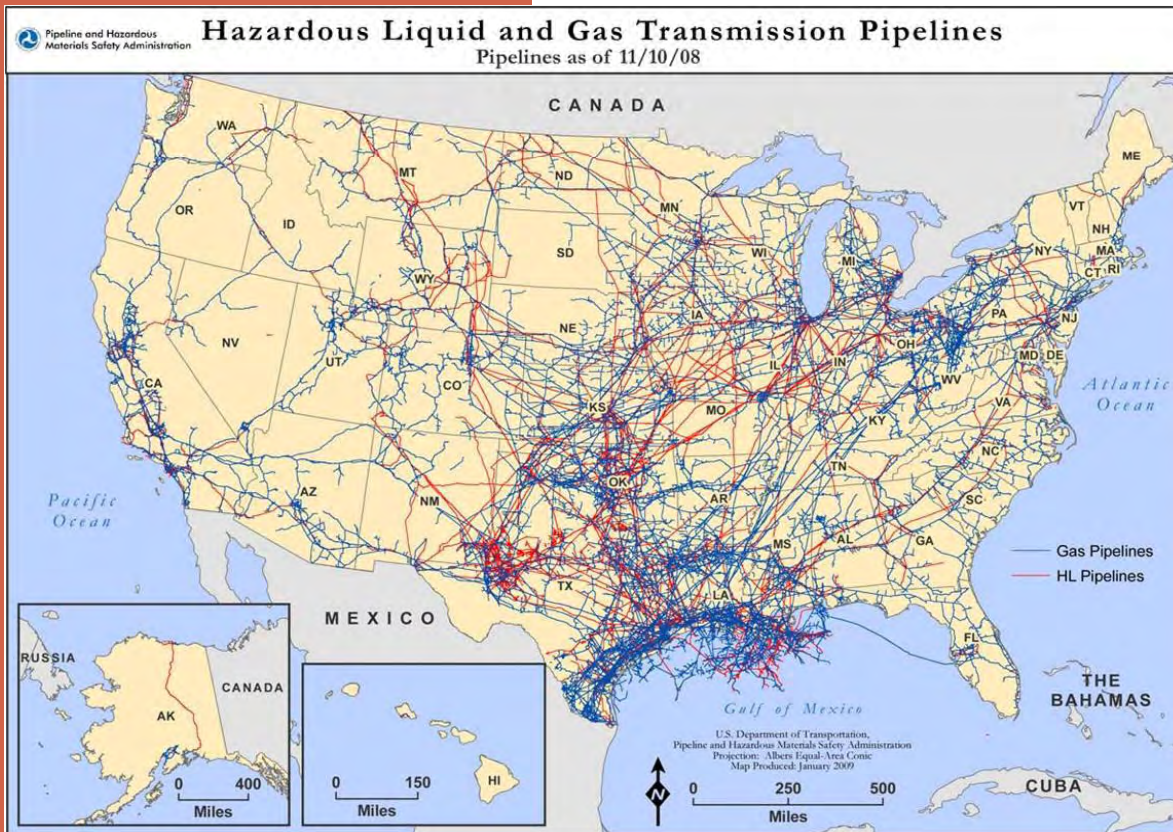 Pipeline and Hazardous
Materials Safety Administration
Hazardous Liquid and Gas Transmission Pipelines
Pipelines as of 11/10/08
CANADA
WA
MT
ND
MN
OR
ID
SD
WI
MI
WY
NE
IA
NV
UT
CO
CA
KS
MO
IL
IN
OH
ME
VT
NH
NY
MA
CT
RI
PA
NJ
MD
DE
WV
VA
KY
NC
TN
SC
AZ
NM
OK
AR
MS
AL
GA
TX
LA
FL
Pacific
Ocean
Atlantic
Ocean
Gas Pipelines
HL Pipelines
MEXICO
Gulf of Mexico
THE
BAHAMAS
CUBA
RUSSIA
CANADA
AK
0 400
Miles
HI
0 150
Miles
U.S. Department of Transportation,
Pipeline and Hazardous Materials Safety Administration
Projection: Albers Equal-Area Conic
Map Produced: January 2009
N
0 250 500
Miles